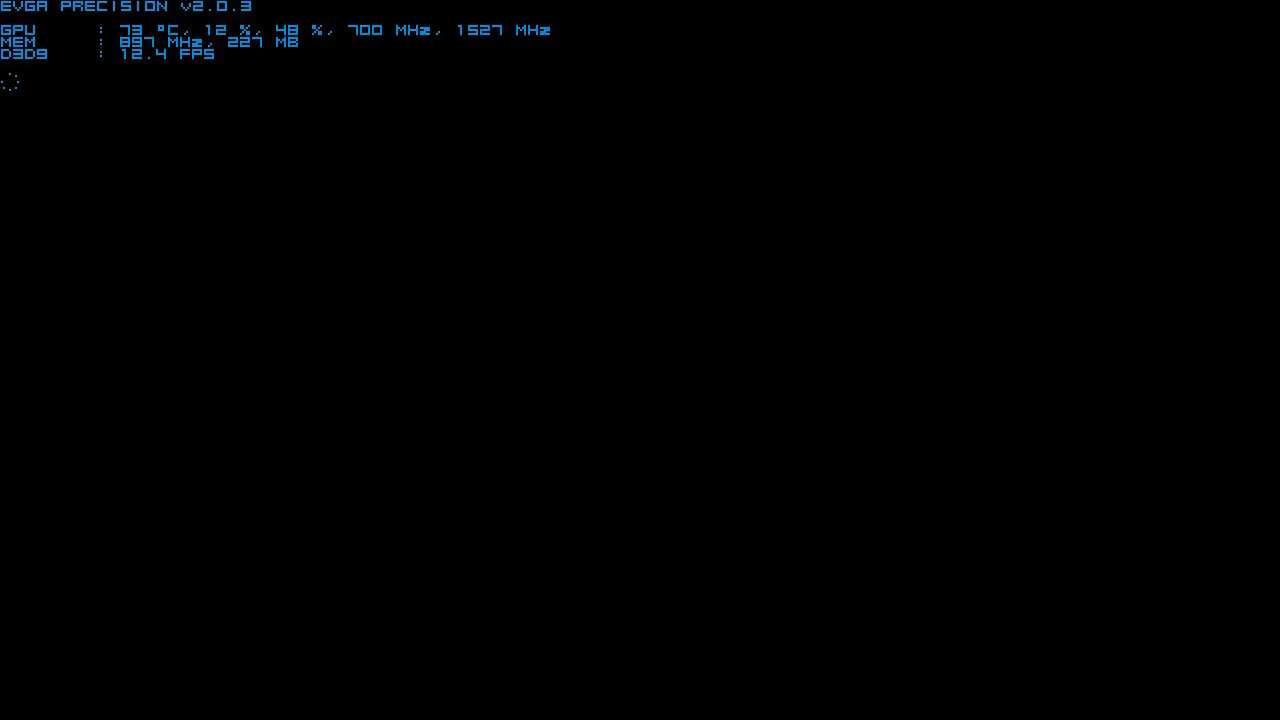 EVGA PRECISION v2.0.3
GPU : 73 °C, 12 %, 48 %, 700 MHz, 1527 MHz
MEM : 897 MHz, 227 MB
D3D9 : 12.4 FPS